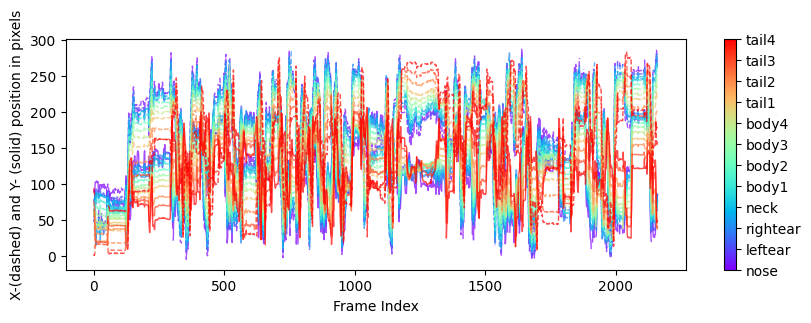 X-(dashed) and Y- (solid) position in pixels
300
250
200
150
100
50
0
0
500
1000
1500
2000
Frame Index
tail4
tail3
tail2
tail1
body4
body3
body2
body1
neck
rightear
leftear
nose